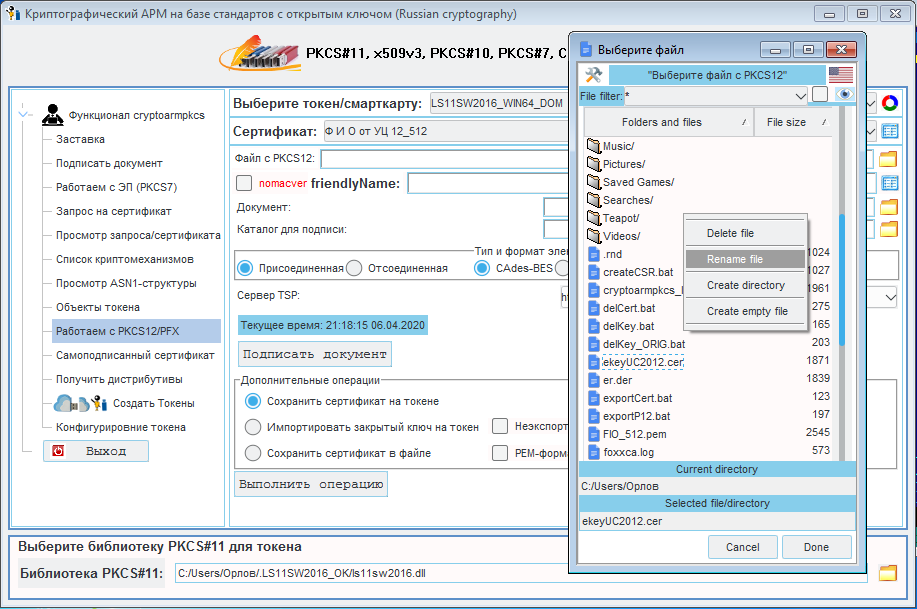 Криптографический АРМ на базе стандартов с открытым ключом (Russian cryptography)
PKCS#11, x509v3, PKCS#10, PKCS#7, C
Функционал cryptoarmpkcs
Заставка
Подписать документ
Работаем с ЭП (PKCS7)
Запрос на сертификат
Просмотр запроса/сертификата
Список криптомеханизмов
Просмотр ASN1-структуры
Объекты токена
Работаем с PKCS12/PFX
Самоподписанный сертификат
Получить дистрибутивы
Создать Токены
Конфигурировние токена
Выход
Выберите токен/смарткарту: LS11SW2016_WIN64_DOM
Сертификат: Ф И О от УЦ 12_512
Файл с PKCS12:
nomacver friendlyName:
Документ:
Каталог для подписи:
Тип и формат эле
Присоединенная Отсоединенная CAdes-BES
Сервер TSP:
Текущее время: 21:18:15 06.04.2020
Подписать документ
Дополнительные операции
Сохранить сертификат на токене
Импортировать закрытый ключ на токен Неэкспорт
Сохранить сертификат в файле PEM-форм
Выполнить операцию
Выберите файл
"Выберите файл с PKCS12"
File filter: *
Folders and files File size
Music/
Pictures/
Saved Games/
Searches/
Teapot/
Videos/
.rnd 1024
createCSR.bat 1027
cryptoarmpkcs_ 1961
delCert.bat 275
delKey.bat 165
delKey_ORIG.bat 203
ekeyUC2012.cer 1871
er.der 1839
exportCert.bat 123
exportP12.bat 197
FIO_512.pem 2545
foxxca.log 573
Delete file
Rename file
Create directory
Create empty file
Current directory
C:/Users/Орлов
Selected file/directory
ekeyUC2012.cer
Cancel Done
Выберите библиотеку PKCS#11 для токена
Библиотека PKCS#11: C:/Users/Орлов/.LS11SW2016_OK/ls11sw2016.dll